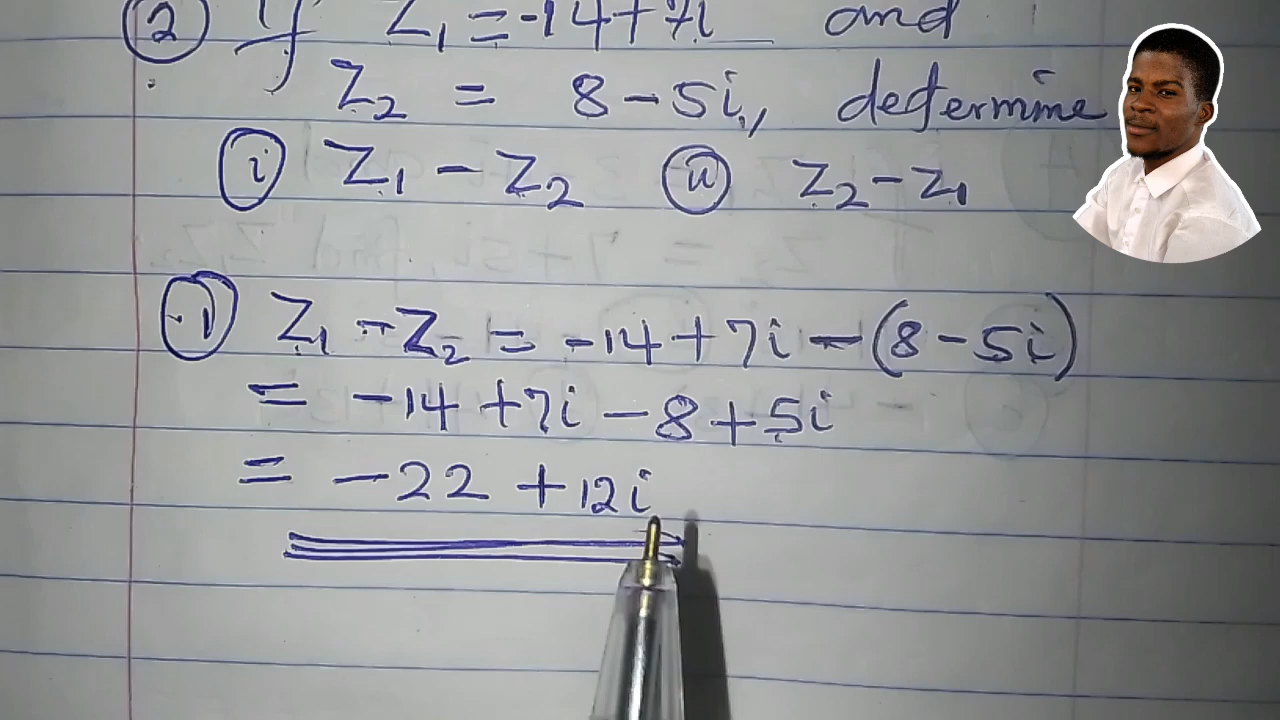 ② If Z₁ = -14 + 7i and
Z₂ = 8 - 5i, determine
(i) Z₁ - Z₂ (ii) Z₂ - Z₁
(i) Z₁ - Z₂ = -14 + 7i - (8 - 5i)
= -14 + 7i - 8 + 5i
= -22 + 12i